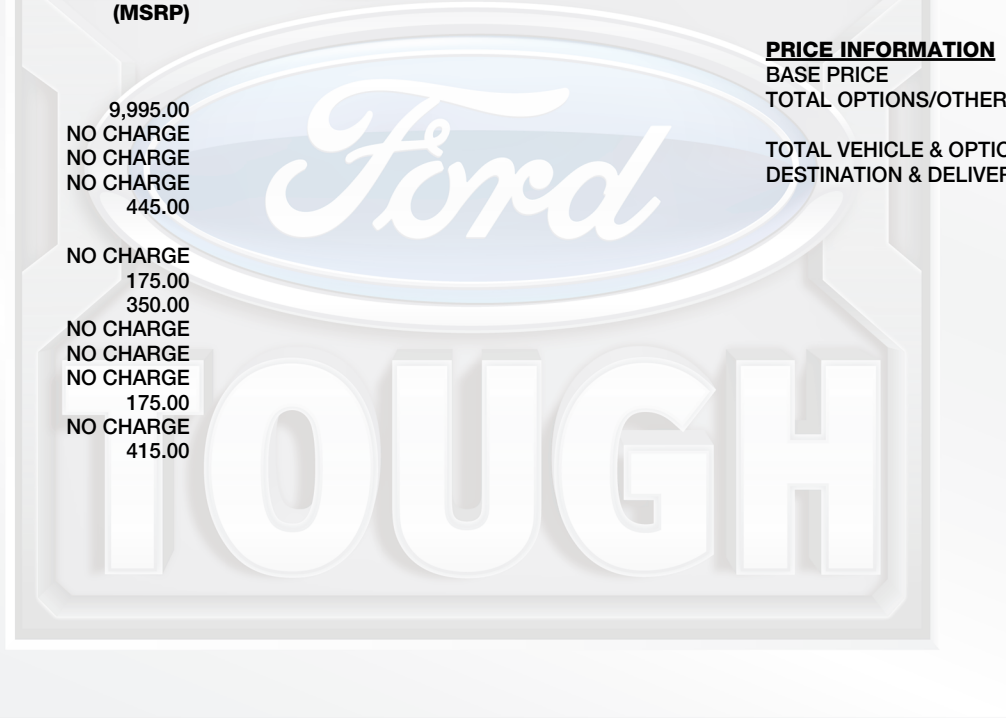 (MSRP)
9,995.00
NO CHARGE
NO CHARGE
NO CHARGE
445.00
NO CHARGE
175.00
350.00
NO CHARGE
NO CHARGE
NO CHARGE
175.00
NO CHARGE
415.00
PRICE INFORMATION
BASE PRICE
TOTAL OPTIONS/OTHER
TOTAL VEHICLE & OPTIO
DESTINATION & DELIVER
Ford
TOUGH